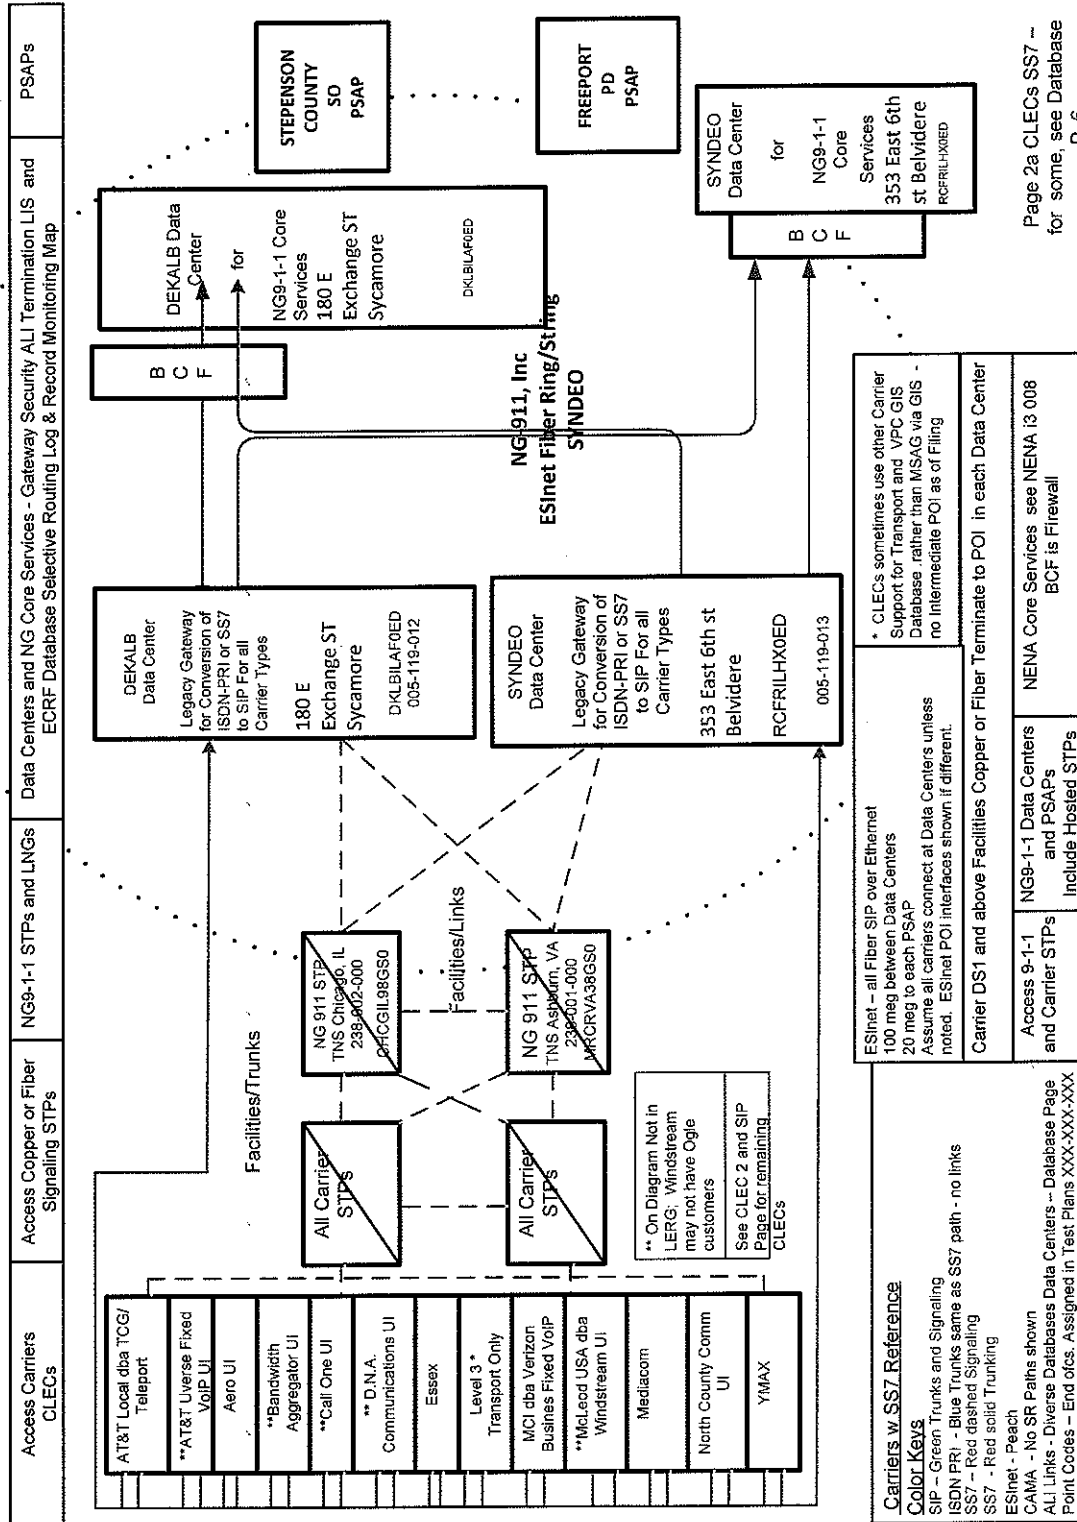 Access Carriers
CLECs
Access Copper or Fiber
Signaling STPs
NG9-1-1 STPs and LNGs
Data Centers and NG Core Services - Gateway Security ALI Termination LIS and
ECRF Database Selective Routing Log & Record Monitoring Map
PSAPs
AT&T Local dba TCG/
Teleport
**AT&T Uverse Fixed
VoIP UI
Aero UI
**Bandwidth
Aggregator UI
**Call One UI
** D.N.A.
Communications UI
Essex
Level 3 *
Transport Only
MCI dba Verizon
Busines Fixed VoIP
**McLeod USA dba
Windstream UI
Mediacom
North County Comm
UI
YMAX
Facilities/Trunks
All Carrier
STPs
All Carrier
STPs
NG 911 STP
TNS Chicago, IL
238-002-000
CHCGIL98GS0
Facilities/Links
NG 911 STP
TNS Ashburn, VA
238-001-000
MRCRVA38GS0
** On Diagram Not in
LERG; Windstream
may not have Ogle
customers
See CLEC 2 and SIP
Page for remaining
CLECs
DEKALB
Data Center
Legacy Gateway
for Conversion of
ISDN-PRI or SS7
to SIP For all
Carrier Types
180 E
Exchange ST
Sycamore
DKLBILAF0ED
005-119-012
SYNDEO
Data Center
Legacy Gateway
for Conversion of
ISDN-PRI or SS7
to SIP For all
Carrier Types
353 East 6th st
Belvidere
RCFRILHX0ED
005-119-013
NG-911, Inc
ESInet Fiber Ring/String
SYNDEO
B
C
F
DEKALB Data
Center
for
NG9-1-1 Core
Services
180 E
Exchange ST
Sycamore
DKLBILAF0ED
B
C
F
SYNDEO
Data Center
for
NG9-1-1
Core
Services
353 East 6th
st Belvidere
RCFRILHX0ED
STEPENSON
COUNTY
SO
PSAP
FREEPORT
PD
PSAP
Carriers w SS7 Reference
Color Keys
SIP – Green Trunks and Signaling
ISDN PRI - Blue Trunks same as SS7 path - no links
SS7 – Red dashed Signaling
SS7 - Red solid Trunking
ESInet - Peach
CAMA - No SR Paths shown
ALI Links - Diverse Databases Data Centers – Database Page
Point Codes – End ofcs. Assigned in Test Plans XXX-XXX-XXX
ESInet – all Fiber SIP over Ethernet
100 meg between Data Centers
20 meg to each PSAP
Assume all carriers connect at Data Centers unless
noted. ESInet POI interfaces shown if different.
* CLECs sometimes use other Carrier
Support for Transport and VPC GIS
Database rather than MSAG via GIS -
no Intermediate POI as of Filing
Carrier DS1 and above Facilities Copper or Fiber Terminate to POI in each Data Center
Access 9-1-1
and Carrier STPs
NG9-1-1 Data Centers
and PSAPs
Include Hosted STPs
NENA Core Services see NENA i3 008
BCF is Firewall
Page 2a CLECs SS7 –
for some, see Database